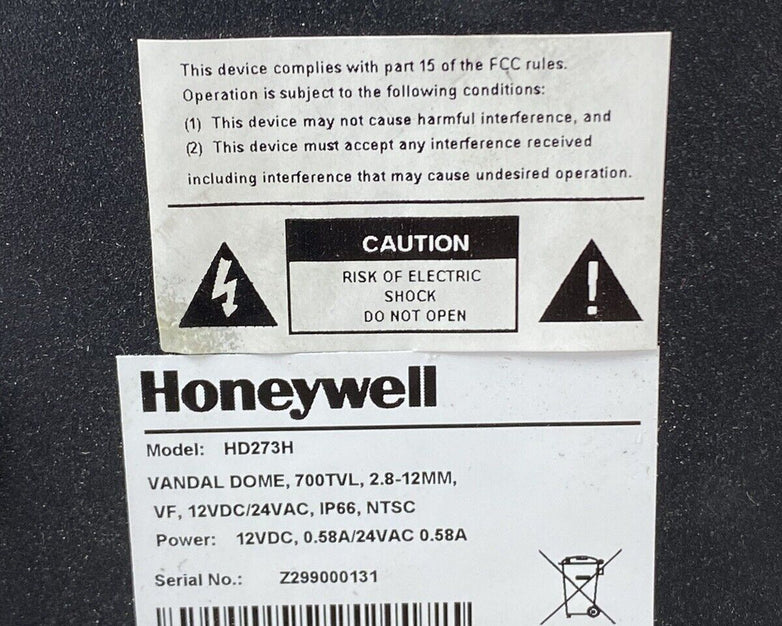 This device complies with part 15 of the FCC rules.
Operation is subject to the following conditions:
(1) This device may not cause harmful interference, and
(2) This device must accept any interference received
including interference that may cause undesired operation.
CAUTION
RISK OF ELECTRIC
SHOCK
DO NOT OPEN
Honeywell
Model: HD273H
VANDAL DOME, 700TVL, 2.8-12MM,
VF, 12VDC/24VAC, IP66, NTSC
Power: 12VDC, 0.58A/24VAC 0.58A
Serial No.: Z299000131